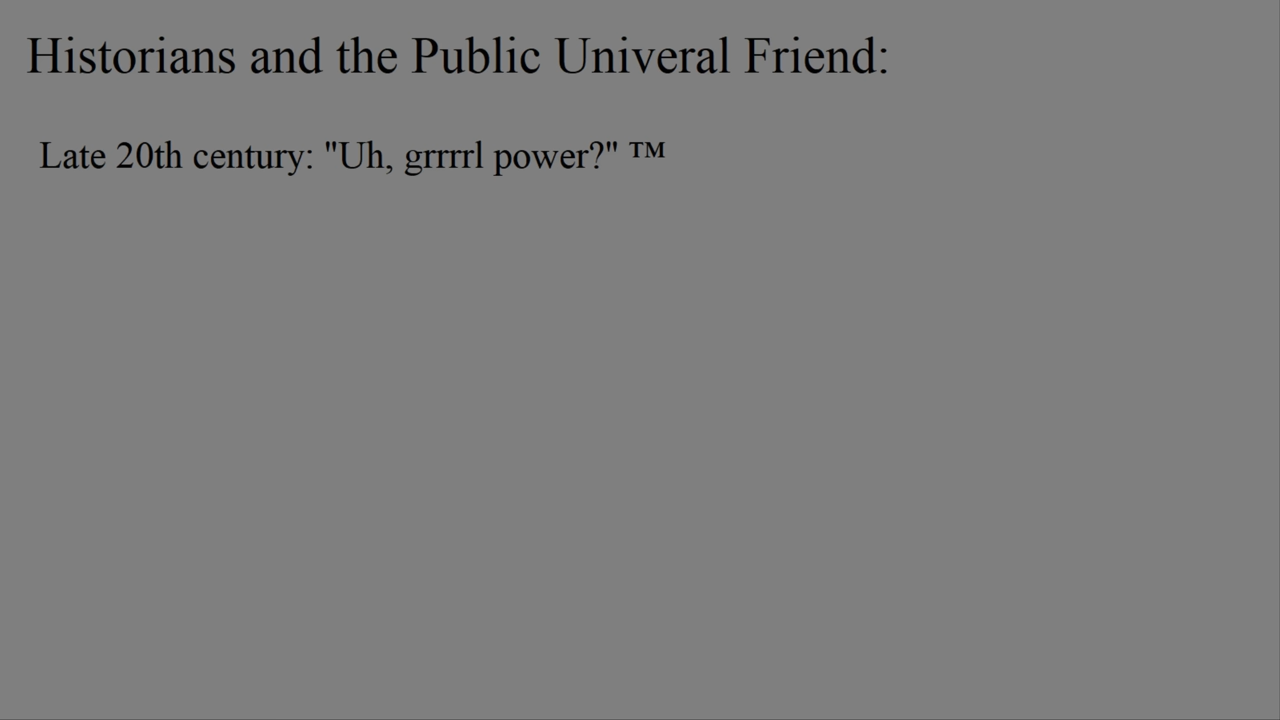 Historians and the Public Univeral Friend:
Late 20th century: "Uh, grrrrl power?" ™